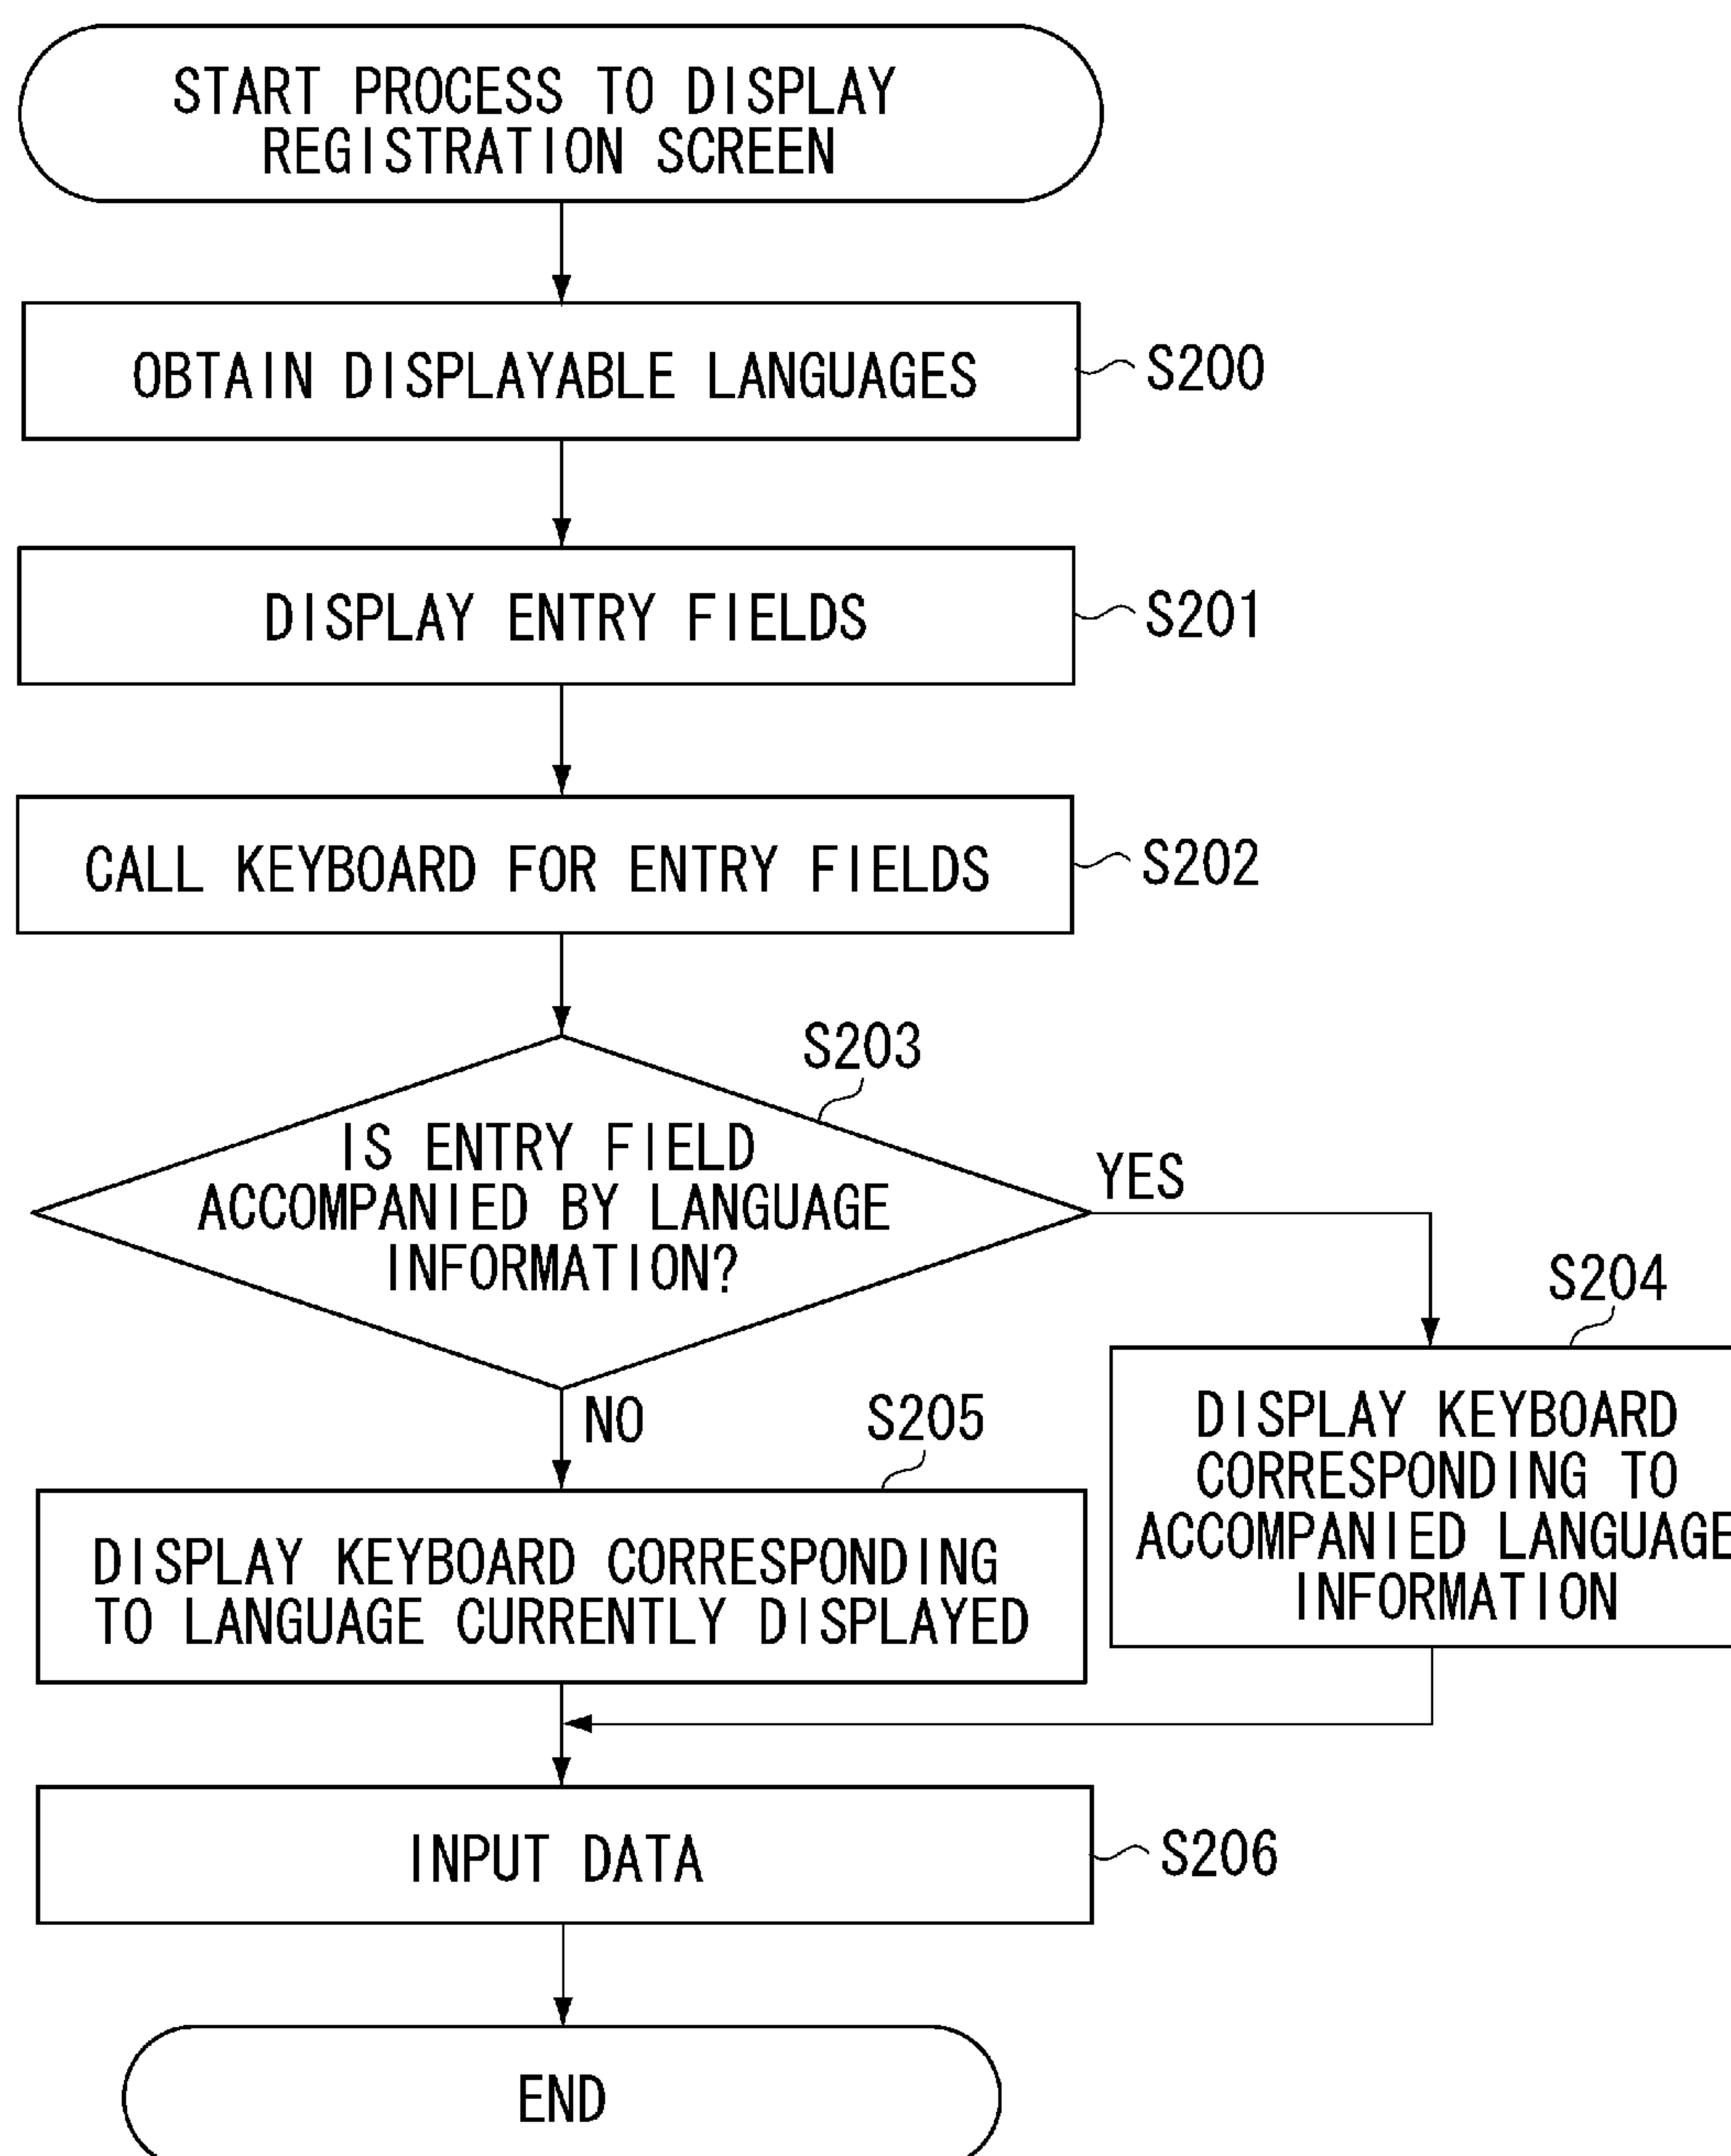 START PROCESS TO DISPLAY
REGISTRATION SCREEN
OBTAIN DISPLAYABLE LANGUAGES
S200
DISPLAY ENTRY FIELDS
S201
CALL KEYBOARD FOR ENTRY FIELDS
S202
S203
IS ENTRY FIELD
ACCOMPANIED BY LANGUAGE
INFORMATION?
YES
S204
DISPLAY KEYBOARD
CORRESPONDING TO
ACCOMPANIED LANGUAGE
INFORMATION
NO
S205
DISPLAY KEYBOARD CORRESPONDING
TO LANGUAGE CURRENTLY DISPLAYED
INPUT DATA
S206
END